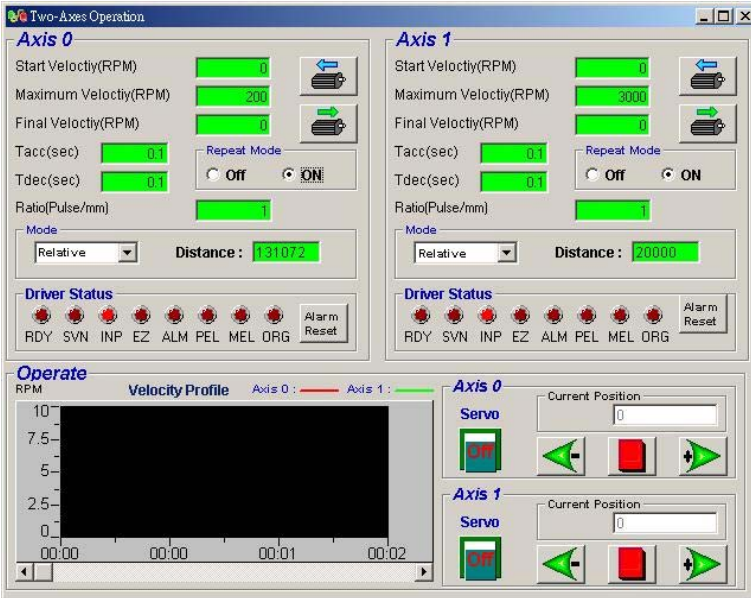 Two-Axes Operation
Axis 0
Start Veloctiy(RPM) 0
Maximum Veloctiy(RPM) 200
Final Veloctiy(RPM) 0
Tacc(sec) 0.1
Tdec(sec) 0.1
Repeat Mode
Off ON
Ratio(Pulse/mm) 1
Mode
Relative Distance : 131072
Driver Status
RDY SVN INP EZ ALM PEL MEL ORG
Alarm
Reset
Axis 1
Start Veloctiy(RPM) 0
Maximum Veloctiy(RPM) 3000
Final Veloctiy(RPM) 0
Tacc(sec) 0.1
Tdec(sec) 0.1
Repeat Mode
Off ON
Ratio(Pulse/mm) 1
Mode
Relative Distance : 20000
Driver Status
RDY SVN INP EZ ALM PEL MEL ORG
Alarm
Reset
Operate
RPM Velocity Profile Axis 0 : Axis 1 :
10
7.5
5
2.5
0
00:00 00:00 00:01 00:02
Axis 0
Servo
Off
Current Position
0
- +
Axis 1
Servo
Off
Current Position
0
- +